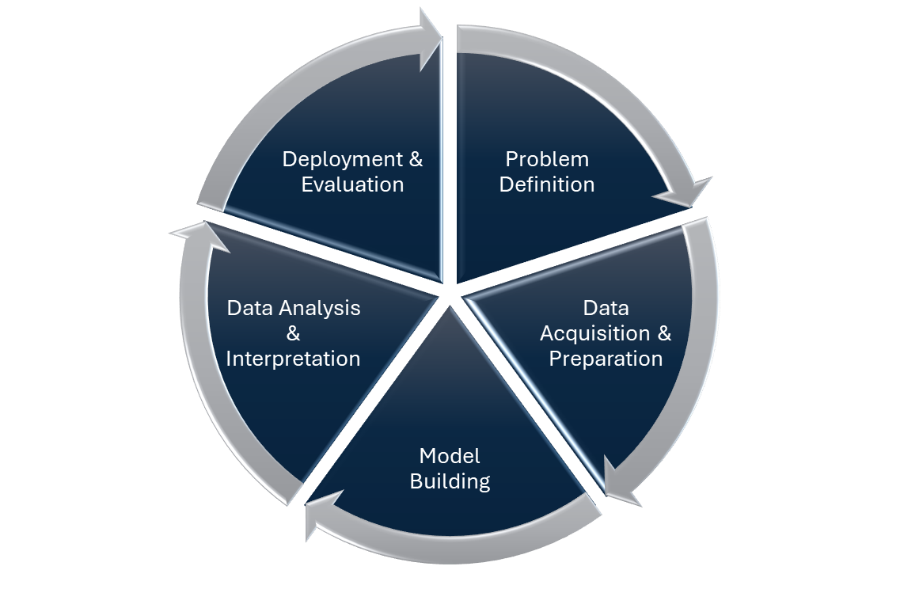 Deployment &
Evaluation
Problem
Definition
Data Analysis
&
Interpretation
Data
Acquisition &
Preparation
Model
Building